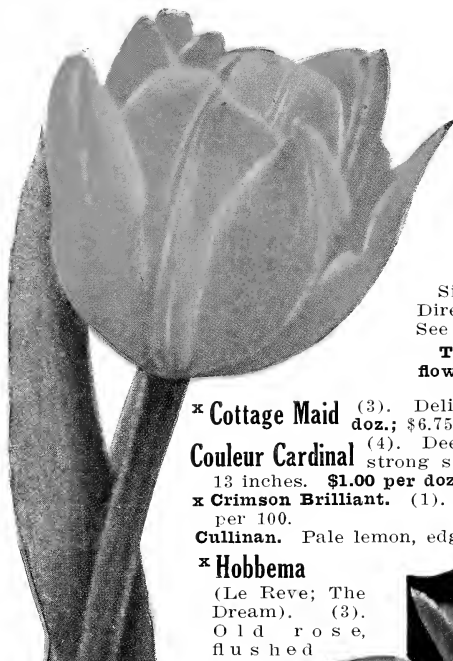 Si
Dire
See
T
flow
x Cottage Maid (3). Deli
doz.; $6.75
Couleur Cardinal (4). Dee
strong s
13 inches. $1.00 per doz
x Crimson Brilliant. (1).
per 100.
Cullinan. Pale lemon, edg
x Hobbema
(Le Reve; The
Dream). (3).
Old rose,
flushed